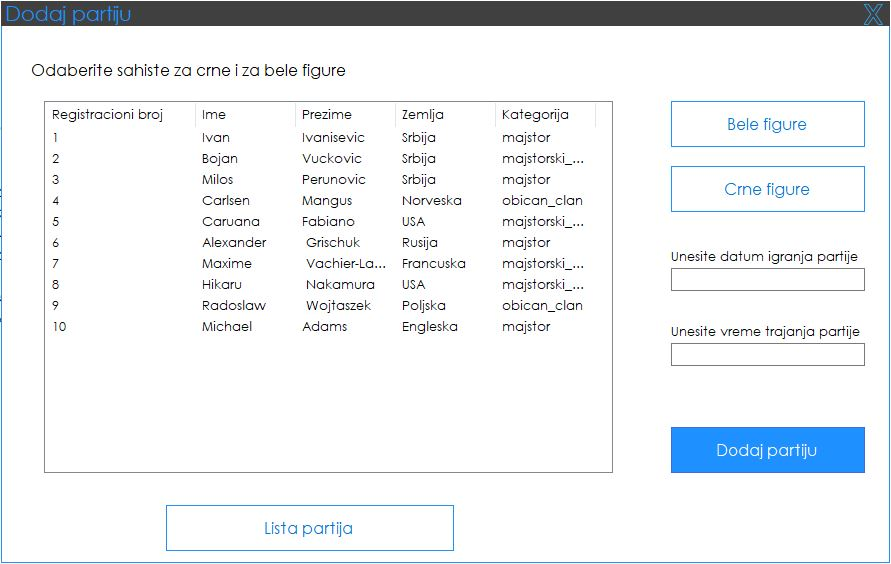 Dodaj partiju X
Odaberite sahiste za crne i za bele figure
Registracioni broj Ime Prezime Zemlja Kategorija
1 Ivan Ivanisevic Srbija majstor
2 Bojan Vuckovic Srbija majstorski_...
3 Milos Perunovic Srbija majstor
4 Carlsen Mangus Norveska obican_clan
5 Caruana Fabiano USA majstorski_...
6 Alexander Grischuk Rusija majstor
7 Maxime Vachier-La... Francuska majstorski_...
8 Hikaru Nakamura USA majstorski_...
9 Radoslaw Wojtaszek Poljska obican_clan
10 Michael Adams Engleska majstor
Bele figure
Crne figure
Unesite datum igranja partije
Unesite vreme trajanja partije
Dodaj partiju
Lista partija